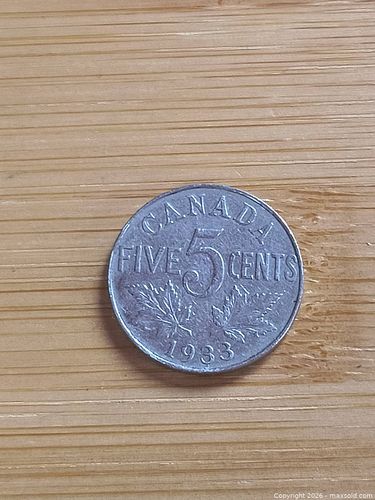 CANADA
FIVE 5 CENTS
1933
Copyright 2026 - maxsold.com